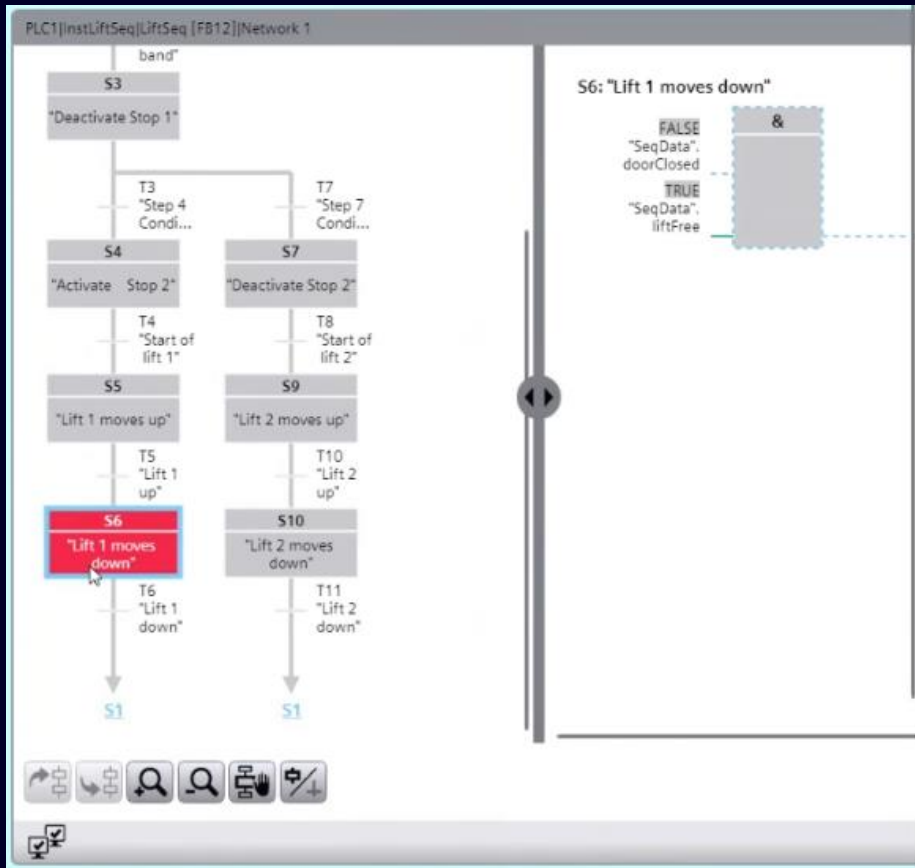 PLC1|InstLiftSeq|LiftSeq [FB12]|Network 1
band"
S3
"Deactivate Stop 1"
T3
"Step 4
Condi...
T7
"Step 7
Condi...
S4
"Activate Stop 2"
S7
"Deactivate Stop 2"
T4
"Start of
lift 1"
T8
"Start of
lift 2"
S5
"Lift 1 moves up"
S9
"Lift 2 moves up"
T5
"Lift 1
up"
T10
"Lift 2
up"
S6
"Lift 1 moves
down"
S10
"Lift 2 moves
down"
T6
"Lift 1
down"
T11
"Lift 2
down"
S1
S1
S6: "Lift 1 moves down"
&
FALSE
"SeqData".
doorClosed
TRUE
"SeqData".
liftFree